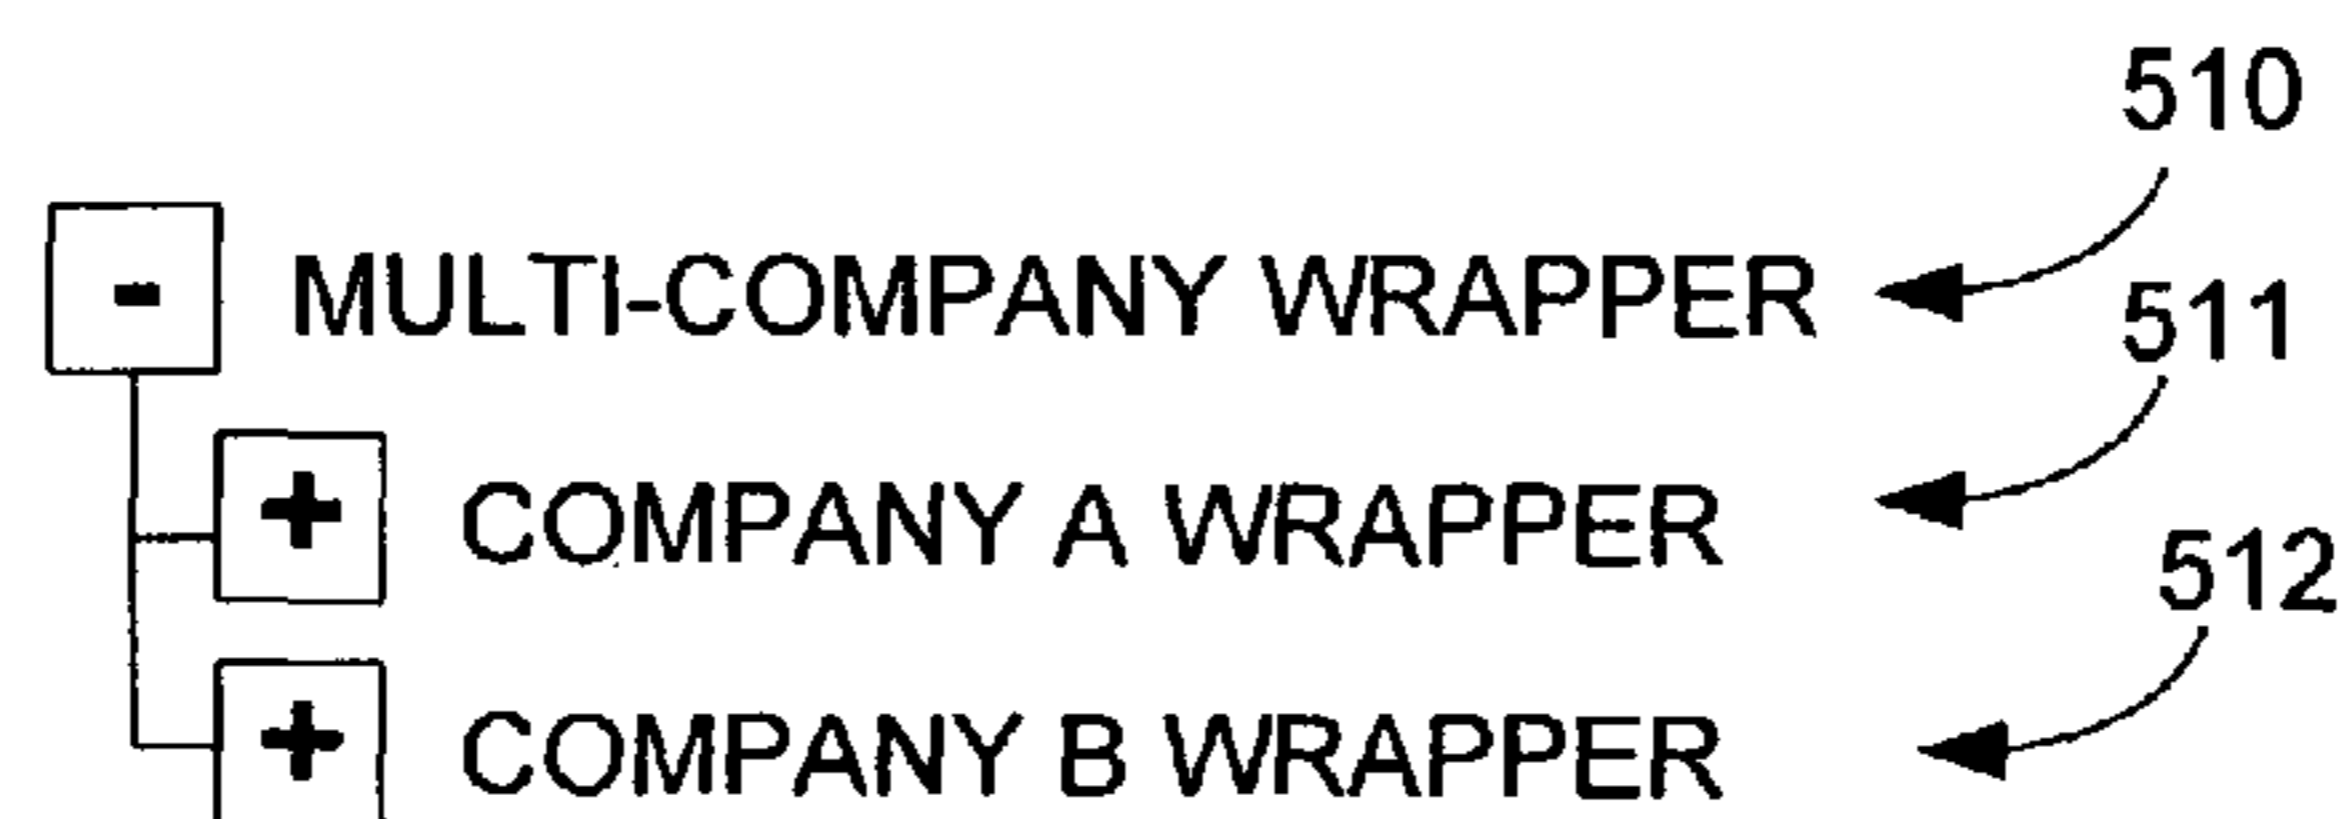 510
- MULTI-COMPANY WRAPPER
511
+ COMPANY A WRAPPER
512
+ COMPANY B WRAPPER